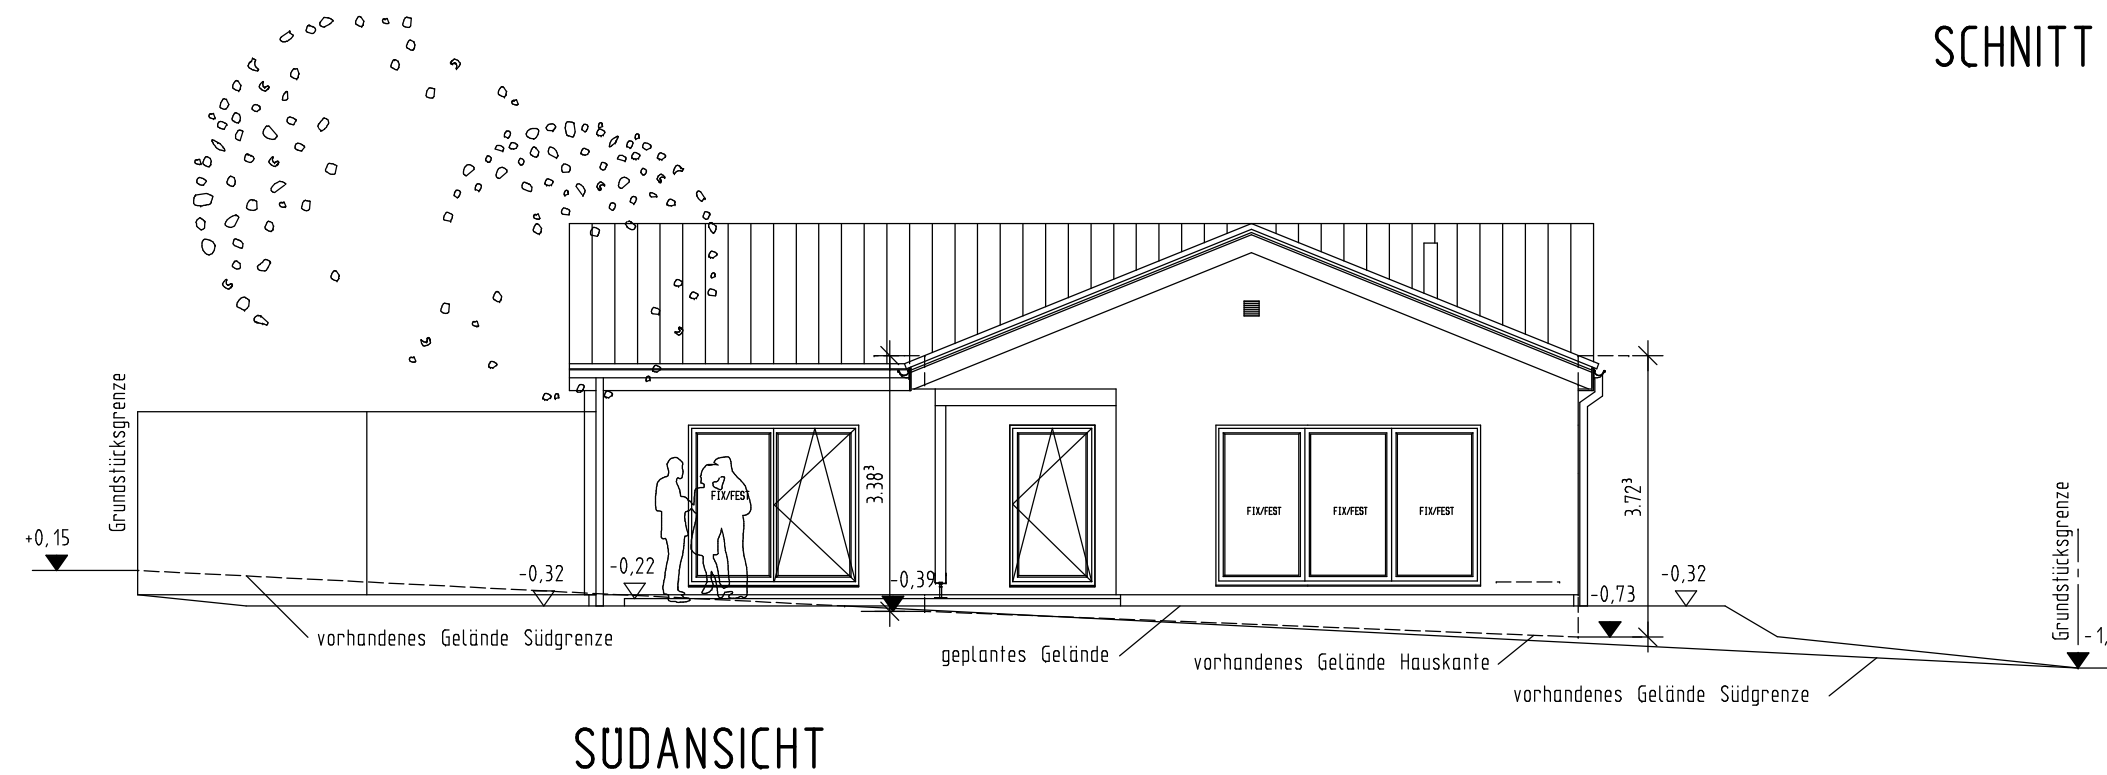 SCHNITT
Grundstücksgrenze
+0,15
-0,32
-0,22
FIX/FEST
3.38³
-0,39
FIX/FEST
FIX/FEST
FIX/FEST
3.72³
-0,73
-0,32
Grundstücksgrenze
-1,
vorhandenes Gelände Südgrenze
geplantes Gelände
vorhandenes Gelände Hauskante
vorhandenes Gelände Südgrenze
SÜDANSICHT